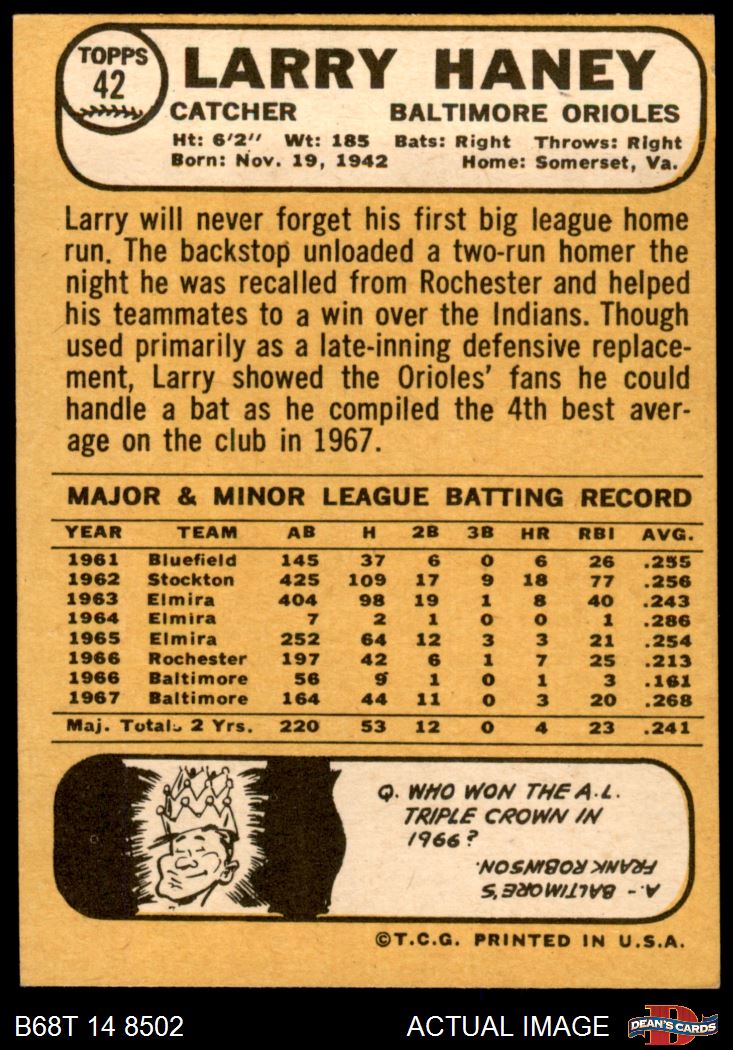 TOPPS
42
LARRY HANEY
CATCHER BALTIMORE ORIOLES
Ht: 6'2" Wt: 185 Bats: Right Throws: Right
Born: Nov. 19, 1942 Home: Somerset, Va.
Larry will never forget his first big league home
run. The backstop unloaded a two-run homer the
night he was recalled from Rochester and helped
his teammates to a win over the Indians. Though
used primarily as a late-inning defensive replace-
ment, Larry showed the Orioles' fans he could
handle a bat as he compiled the 4th best aver-
age on the club in 1967.
MAJOR & MINOR LEAGUE BATTING RECORD
YEAR TEAM AB H 2B 3B HR RBI AVG.
1961 Bluefield 145 37 6 0 6 26 .255
1962 Stockton 425 109 17 9 18 77 .256
1963 Elmira 404 98 19 1 8 40 .243
1964 Elmira 7 2 1 0 0 1 .286
1965 Elmira 252 64 12 3 3 21 .254
1966 Rochester 197 42 6 1 7 25 .213
1966 Baltimore 56 9 1 0 1 3 .161
1967 Baltimore 164 44 11 0 3 20 .268
Maj. Totals 2 Yrs. 220 53 12 0 4 23 .241
Q. WHO WON THE A.L.
TRIPLE CROWN IN
1966?
A.- BALTIMORE'S
FRANK ROBINSON.
©T.C.G. PRINTED IN U.S.A.
B68T 14 8502 ACTUAL IMAGE
D
DEAN'S CARDS